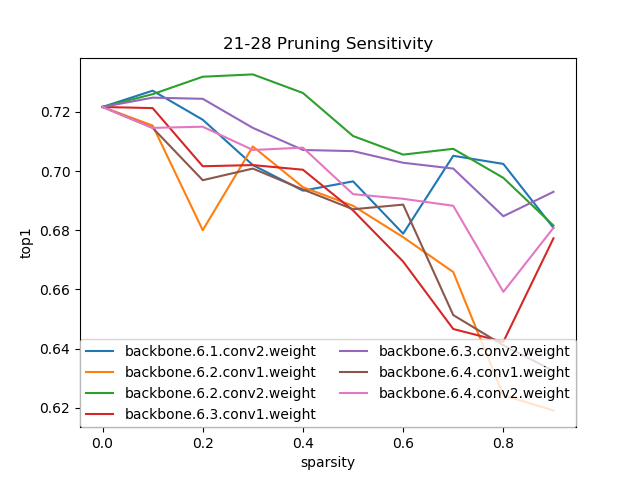 21-28 Pruning Sensitivity
top1
0.72
0.70
0.68
0.66
0.64
0.62
backbone.6.1.conv2.weight
backbone.6.2.conv1.weight
backbone.6.2.conv2.weight
backbone.6.3.conv1.weight
backbone.6.3.conv2.weight
backbone.6.4.conv1.weight
backbone.6.4.conv2.weight
0.0 0.2 0.4 0.6 0.8
sparsity